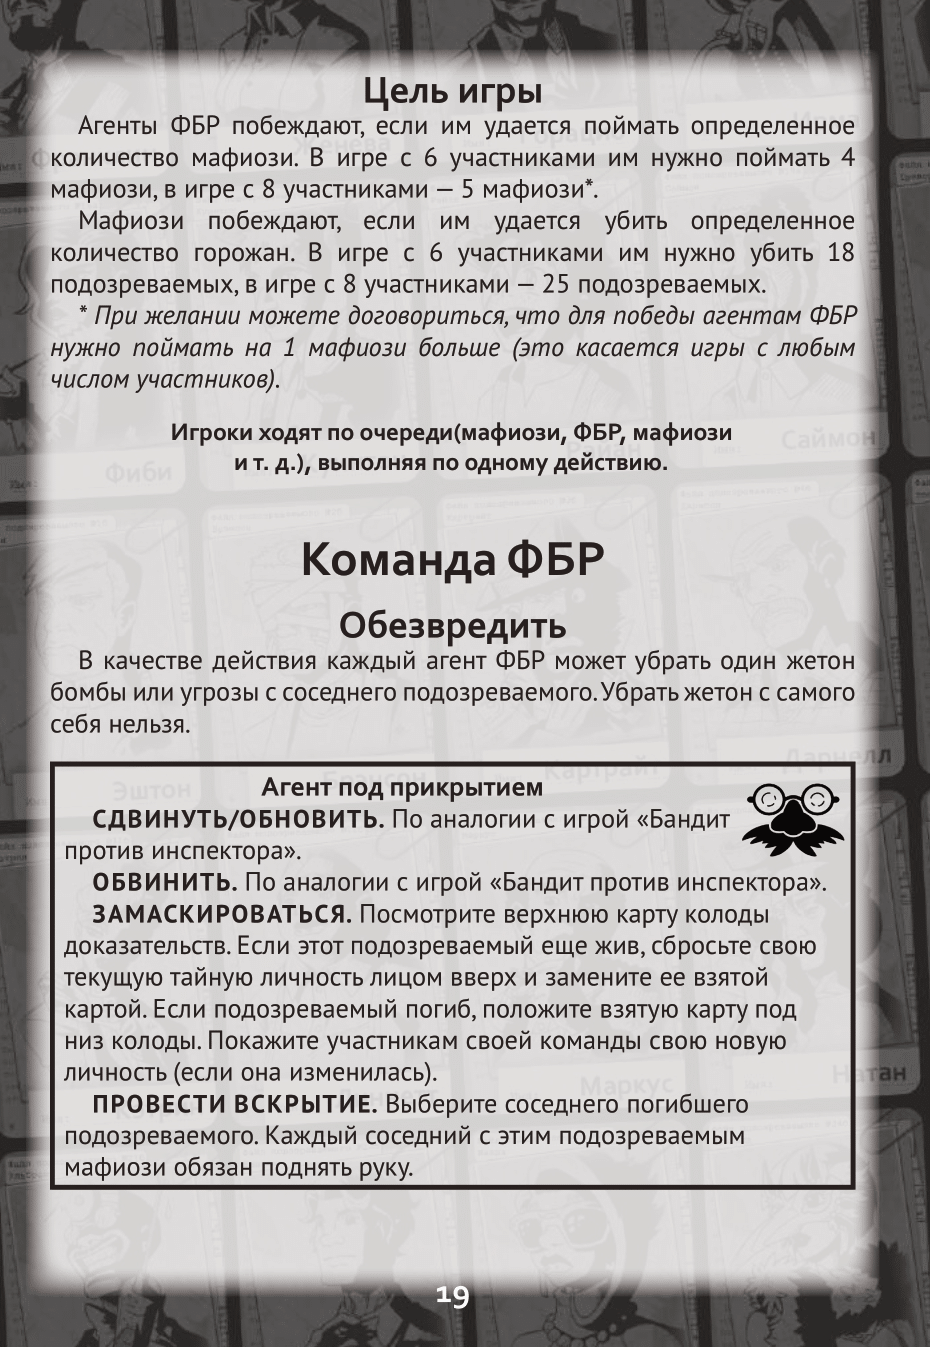 Цель игры
Агенты ФБР побеждают, если им удается поймать определенное
количество мафиози. В игре с 6 участниками им нужно поймать 4
мафиози, в игре с 8 участниками — 5 мафиози*.
Мафиози побеждают, если им удается убить определенное
количество горожан. В игре с 6 участниками им нужно убить 18
подозреваемых, в игре с 8 участниками — 25 подозреваемых.
* При желании можете договориться, что для победы агентам ФБР
нужно поймать на 1 мафиози больше (это касается игры с любым
числом участников).
Игроки ходят по очереди(мафиози, ФБР, мафиози
и т. д.), выполняя по одному действию.
Саймон
Фиби
Команда ФБР
Обезвредить
В качестве действия каждый агент ФБР может убрать один жетон
бомбы или угрозы с соседнего подозреваемого. Убрать жетон с самого
себя нельзя.
Эштон
Картрайт
Агент под прикрытием
СДВИНУТЬ/ОБНОВИТЬ. По аналогии с игрой «Бандит
против инспектора».
ОБВИНИТЬ. По аналогии с игрой «Бандит против инспектора».
ЗАМАСКИРОВАТЬСЯ. Посмотрите верхнюю карту колоды
доказательств. Если этот подозреваемый еще жив, сбросьте свою
текущую тайную личность лицом вверх и замените ее взятой
картой. Если подозреваемый погиб, положите взятую карту под
низ колоды. Покажите участникам своей команды свою новую
личность (если она изменилась).
Маркус
Натан
ПРОВЕСТИ ВСКРЫТИЕ. Выберите соседнего погибшего
подозреваемого. Каждый соседний с этим подозреваемым
мафиози обязан поднять руку.
19